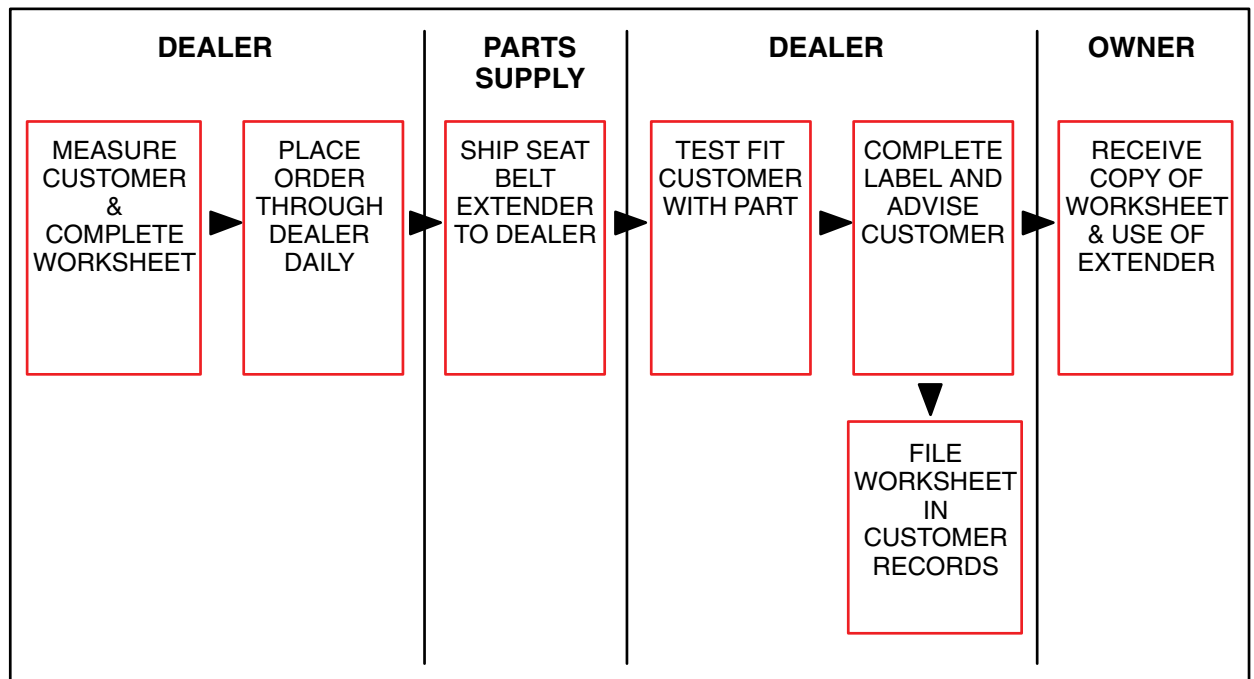 DEALER
MEASURE
CUSTOMER
&
COMPLETE
WORKSHEET
PLACE
ORDER
THROUGH
DEALER
DAILY
PARTS
SUPPLY
SHIP SEAT
BELT
EXTENDER
TO DEALER
DEALER
TEST FIT
CUSTOMER
WITH PART
COMPLETE
LABEL AND
ADVISE
CUSTOMER
FILE
WORKSHEET
IN
CUSTOMER
RECORDS
OWNER
RECEIVE
COPY OF
WORKSHEET
& USE OF
EXTENDER